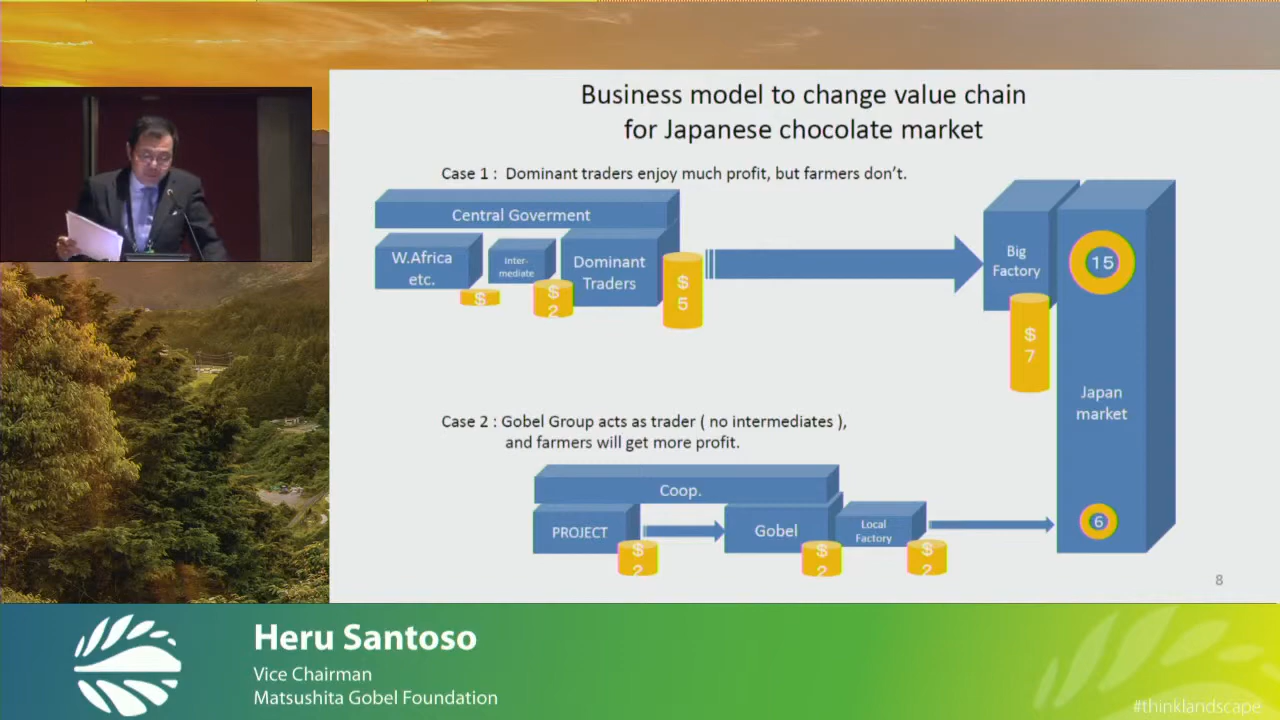 Business model to change value chain
for Japanese chocolate market
Case 1 : Dominant traders enjoy much profit, but farmers don't.
Central Goverment
W.Africa
etc.
Inter-
mediate
Dominant
Traders
$
$
2
$
5
Big
Factory
$
7
15
Japan
market
Case 2 : Gobel Group acts as trader ( no intermediates ),
and farmers will get more profit.
Coop.
PROJECT
$
2
Gobel
$
2
Local
Factory
$
2
6
8
Heru Santoso
Vice Chairman
Matsushita Gobel Foundation
#thinklandscape